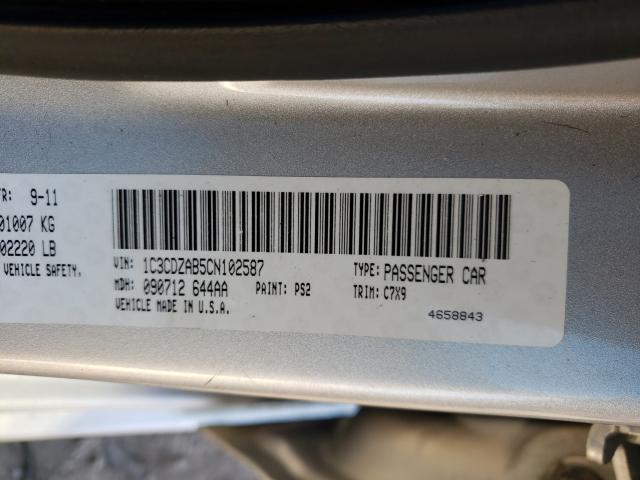 TR: 9-11
01007 KG
02220 LB
VEHICLE SAFETY.
VIN: 1C3CDZAB5CN102587
TYPE: PASSENGER CAR
MDH: 090712 644AA
PAINT: PS2
TRIM: C7X9
VEHICLE MADE IN U.S.A.
4658843